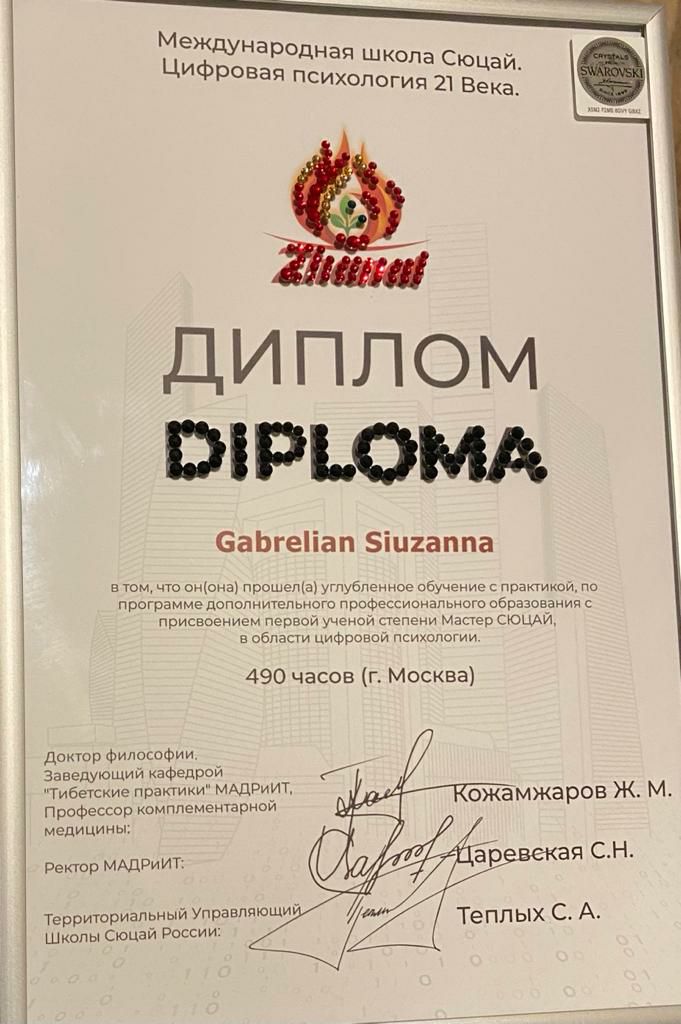 Международная школа Сюцай.
Цифровая психология 21 Века.
CRYSTALS
FROM
SWAROVSKI
SINCE 1895
ДИПЛОМ
DIPLOMA
Gabrelian Siuzanna
в том, что он(она) прошел(а) углубленное обучение с практикой, по
программе дополнительного профессионального образования с
присвоением первой ученой степени Мастер СЮЦАЙ,
в области цифровой психологии.
490 часов (г. Москва)
Доктор философии.
Заведующий кафедрой
"Тибетские практики" МАДРиИТ,
Профессор комплементарной
медицины:
Кожамжаров Ж. М.
Ректор МАДРиИТ:
Царевская С.Н.
Территориальный Управляющий
Школы Сюцай России:
Теплых С. А.